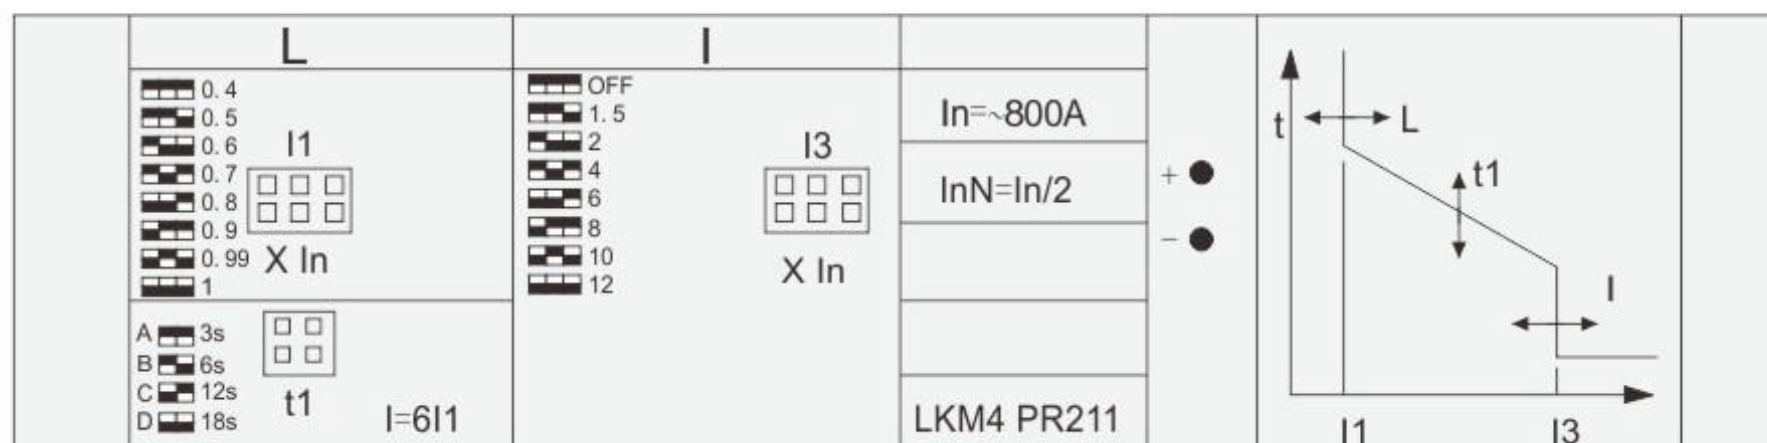 L
0.4
0.5
0.6
0.7
0.8
0.9
0.99
1
I1
X In
A 3s
B 6s
C 12s
D 18s
t1
I=6I1
I
OFF
1.5
2
4
6
8
10
12
I3
X In
In=~800A
InN=In/2
LKM4 PR211
+
−
t
L
t1
I
I1
I3